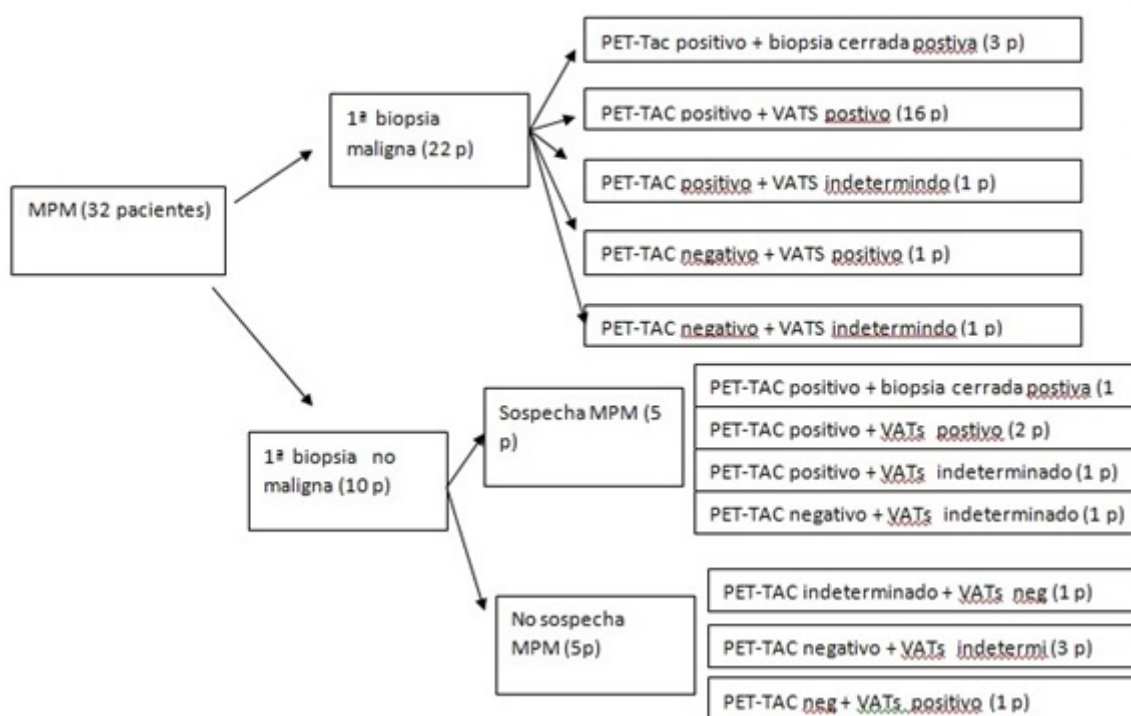 PET-Tac positivo + biopsia cerrada postiva (3 p)
1ª biopsia
maligna (22 p)
PET-TAC positivo + VATS postivo (16 p)
PET-TAC positivo + VATS indetermindo (1 p)
MPM (32 pacientes)
PET-TAC negativo + VATS positivo (1 p)
PET-TAC negativo + VATS indetermindo (1 p)
1ª biopsia no
maligna (10 p)
Sospecha MPM (5
p)
PET-TAC positivo + biopsia cerrada postiva (1
PET-TAC positivo + VATs postivo (2 p)
PET-TAC positivo + VATs indeterminado (1 p)
PET-TAC negativo + VATs indeterminado (1 p)
No sospecha
MPM (5p)
PET-TAC indeterminado + VATs neg (1 p)
PET-TAC negativo + VATs indetermi (3 p)
PET-TAC neg + VATs positivo (1 p)